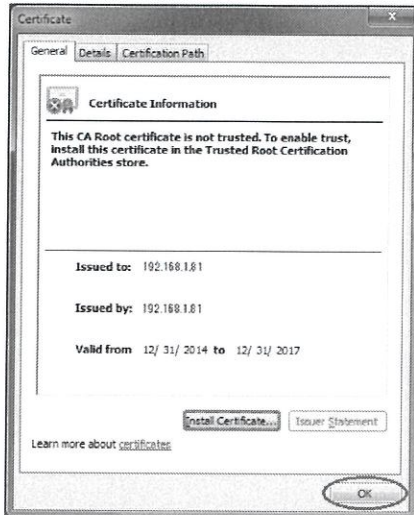 Certificate
x
General Details Certification Path
Certificate Information
This CA Root certificate is not trusted. To enable trust,
install this certificate in the Trusted Root Certification
Authorities store.
Issued to: 192.168.1.81
Issued by: 192.168.1.81
Valid from 12/ 31/ 2014 to 12/ 31/ 2017
Install Certificate... Issuer Statement
Learn more about certificates
OK